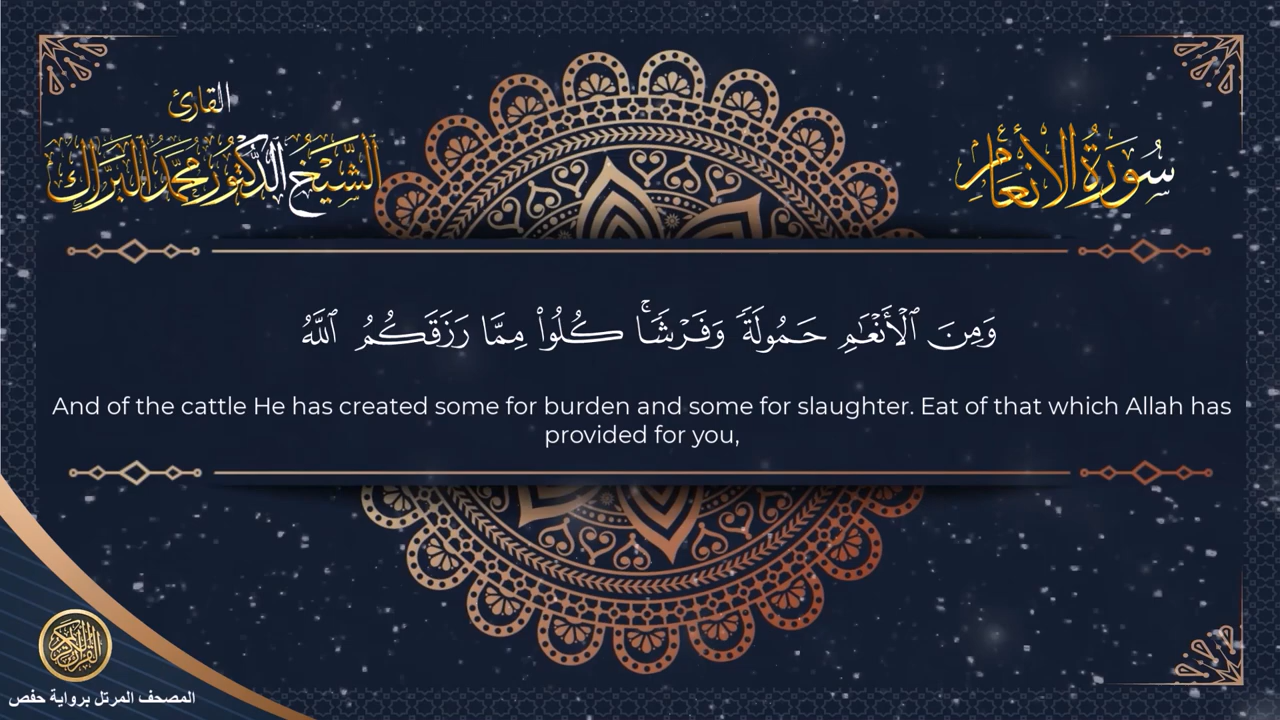 القارئ
الشيخ الدكتور محمد البراك
سورة الأنعام
وَمِنَ ٱلْأَنْعَٰمِ حَمُولَةً وَفَرْشًا ۚ كُلُوا۟ مِمَّا رَزَقَكُمُ ٱللَّهُ
And of the cattle He has created some for burden and some for slaughter. Eat of that which Allah has
provided for you,
القرآن الكريم
المصحف المرتل برواية حفص